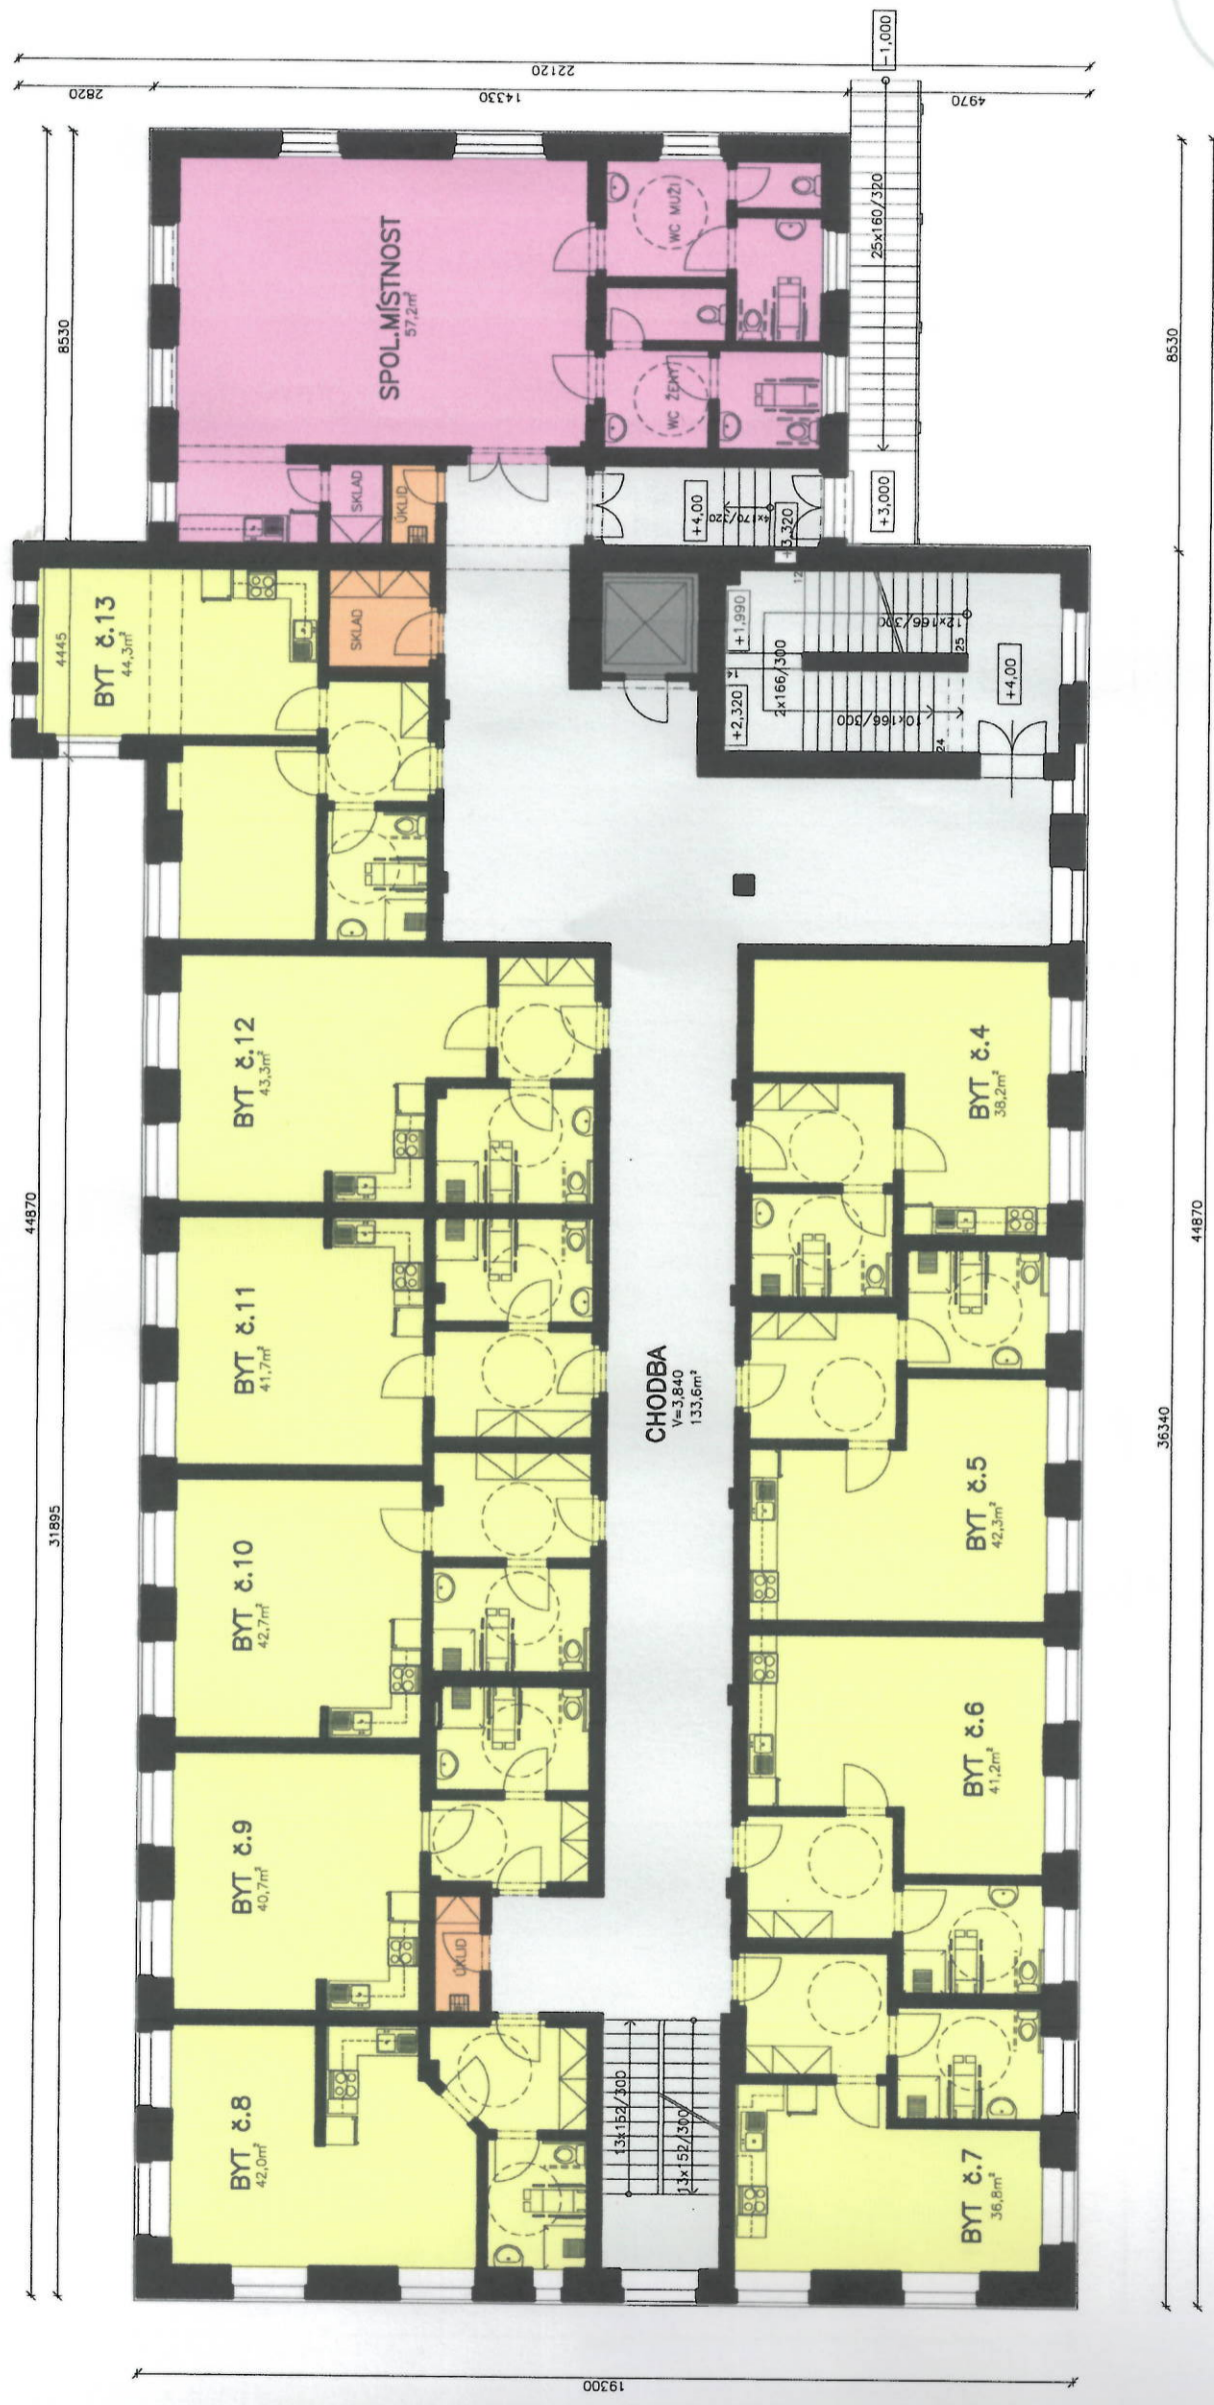 22120
2820
14330
4970
-1,000
8530
44870
31895
4445
SPOL.MÍSTNOST
57,2m²
WC MUŽI
WC ŽENY
SKLAD
ÚKLID
25x160/320
+3,000
+4,00
4x170/320
+3,320
BYT č.13
44,3m²
SKLAD
+1,990
+2,320
2x166/300
12x166/300
10x166/300
12
14
24
25
+4,00
BYT č.12
43,3m²
BYT č.11
41,7m²
BYT č.10
42,7m²
BYT č.9
40,7m²
BYT č.8
42,0m²
ÚKLID
CHODBA
V=3,840
133,6m²
BYT č.4
38,2m²
BYT č.5
42,3m²
BYT č.6
41,2m²
BYT č.7
36,8m²
13x152/300
13x152/300
8530
36340
44870
19300